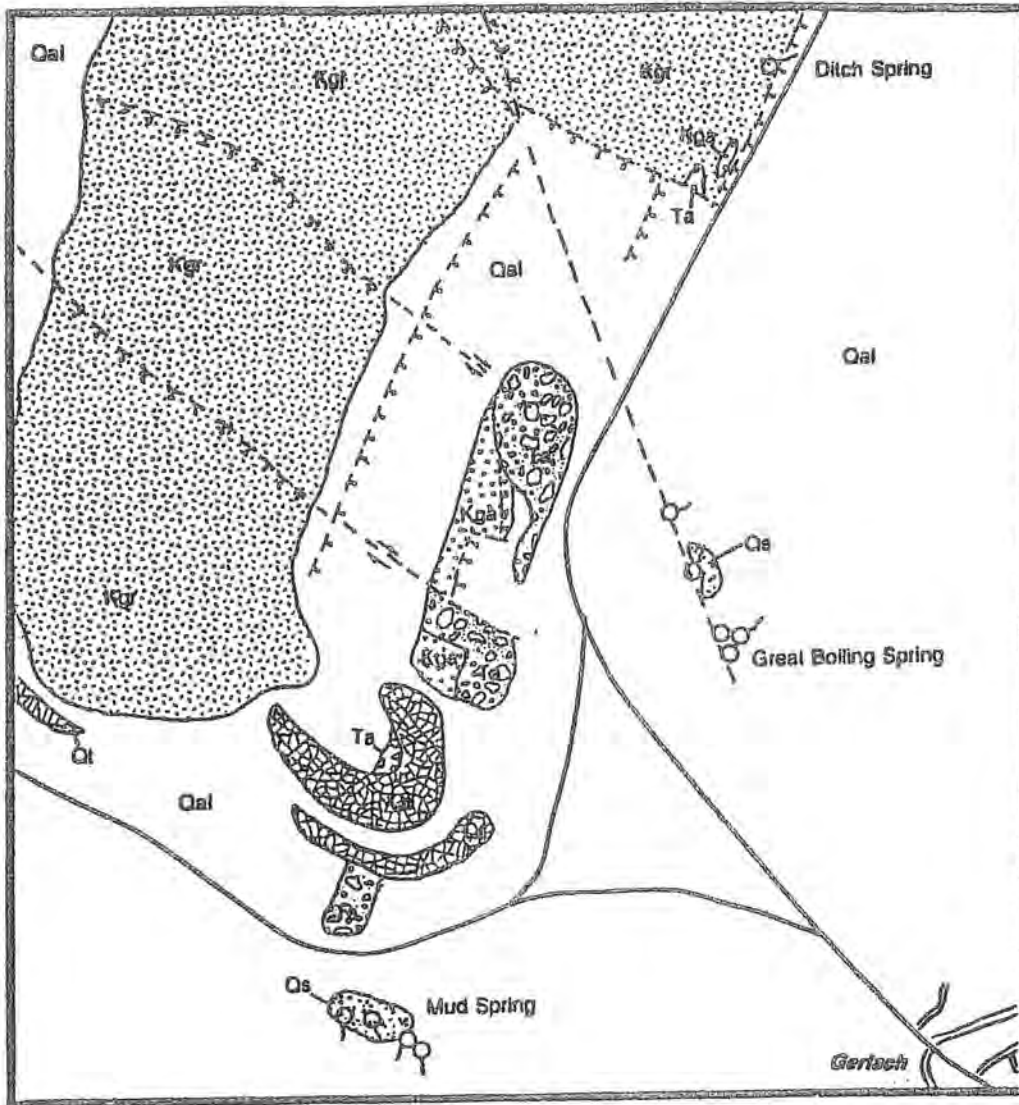 Qal
Kgr
Kgr
Ditch Spring
Kga
Ta
Qal
Kgr
Qal
Kga
Qs
Kgr
Great Boiling Spring
Kga
Qt
Ta
Qal
Qs
Mud Spring
Gerlach